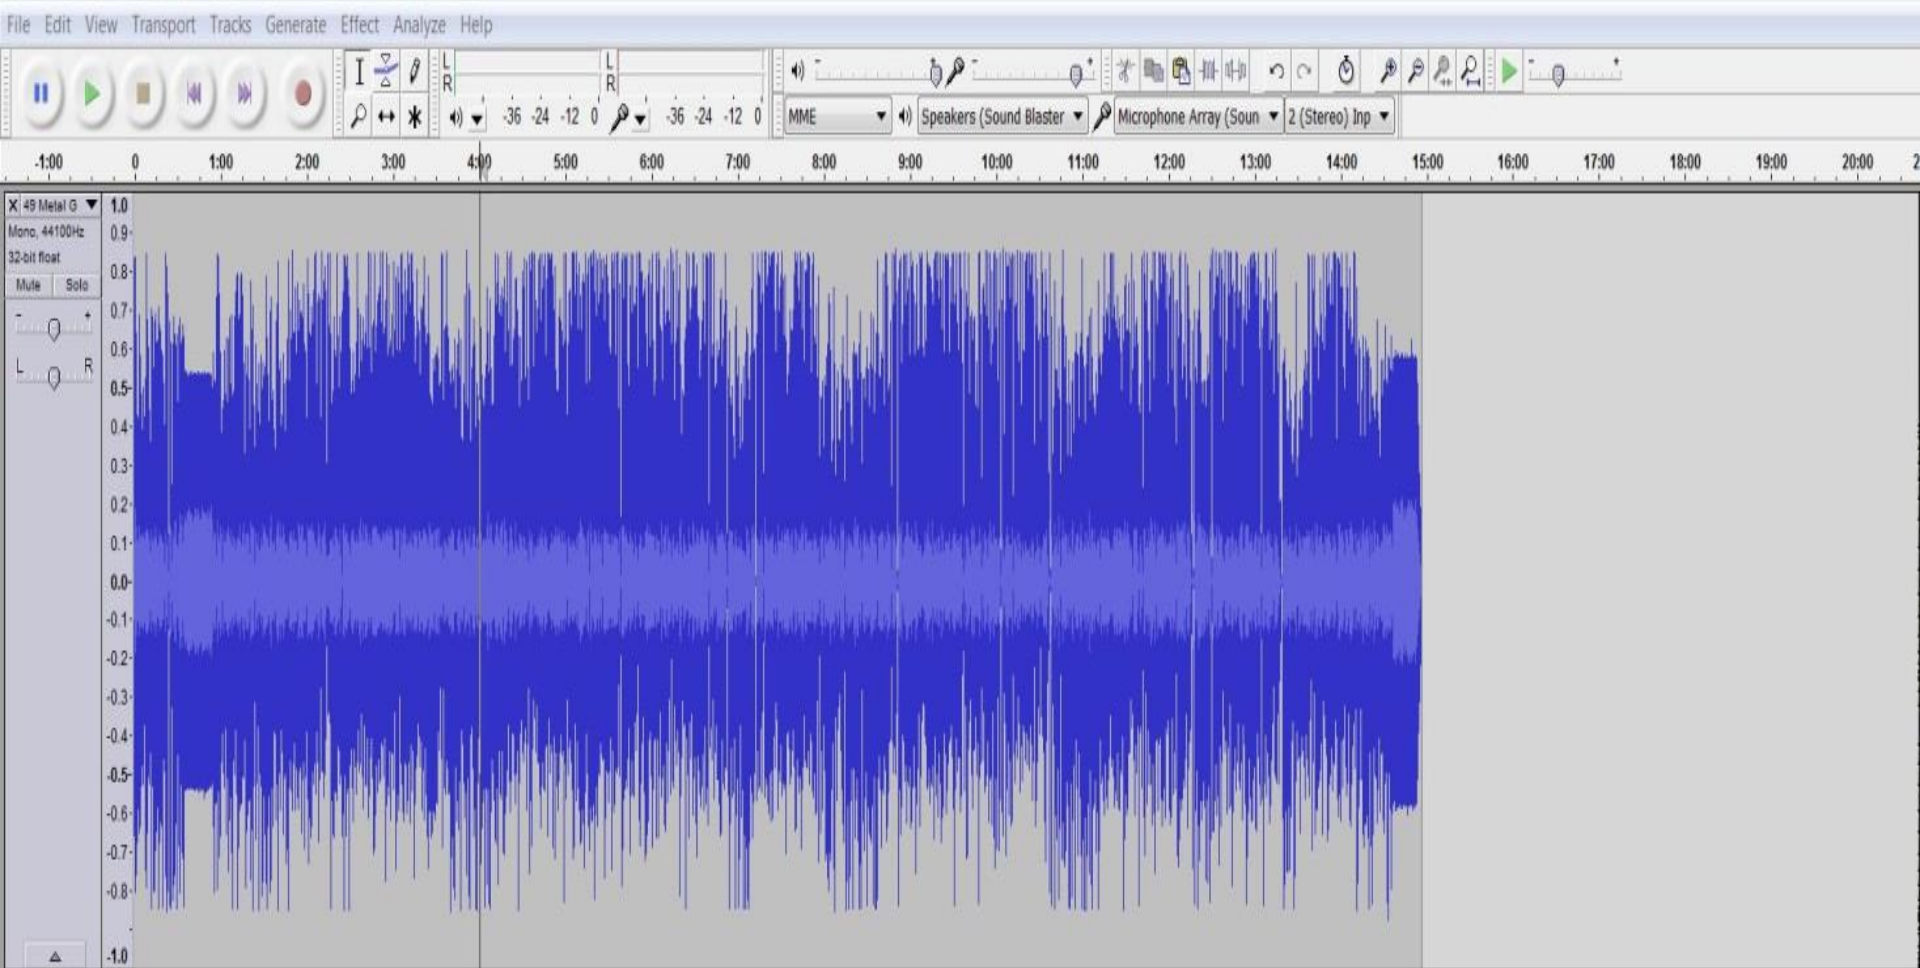 File Edit View Transport Tracks Generate Effect Analyze Help
L
R
L
R
-36 -24 -12 0
-36 -24 -12 0
MME
Speakers (Sound Blaster
Microphone Array (Soun
2 (Stereo) Inp
-1:00 0 1:00 2:00 3:00 4:00 5:00 6:00 7:00 8:00 9:00 10:00 11:00 12:00 13:00 14:00 15:00 16:00 17:00 18:00 19:00 20:00 2
X 49 Metal G
Mono, 44100Hz
32-bit float
Mute Solo
- +
L R
1.0
0.9
0.8
0.7
0.6
0.5
0.4
0.3
0.2
0.1
0.0
-0.1
-0.2
-0.3
-0.4
-0.5
-0.6
-0.7
-0.8
-1.0